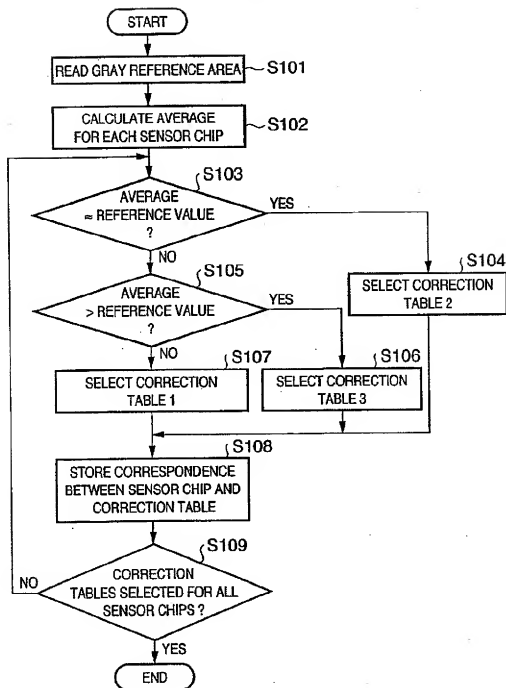 START
READ GRAY REFERENCE AREA
S101
CALCULATE AVERAGE
FOR EACH SENSOR CHIP
S102
S103
AVERAGE
≈ REFERENCE VALUE
?
YES
NO
S104
SELECT CORRECTION
TABLE 2
S105
AVERAGE
> REFERENCE VALUE
?
YES
NO
S107
SELECT CORRECTION
TABLE 1
S106
SELECT CORRECTION
TABLE 3
S108
STORE CORRESPONDENCE
BETWEEN SENSOR CHIP AND
CORRECTION TABLE
S109
NO
CORRECTION
TABLES SELECTED FOR ALL
SENSOR CHIPS ?
YES
END